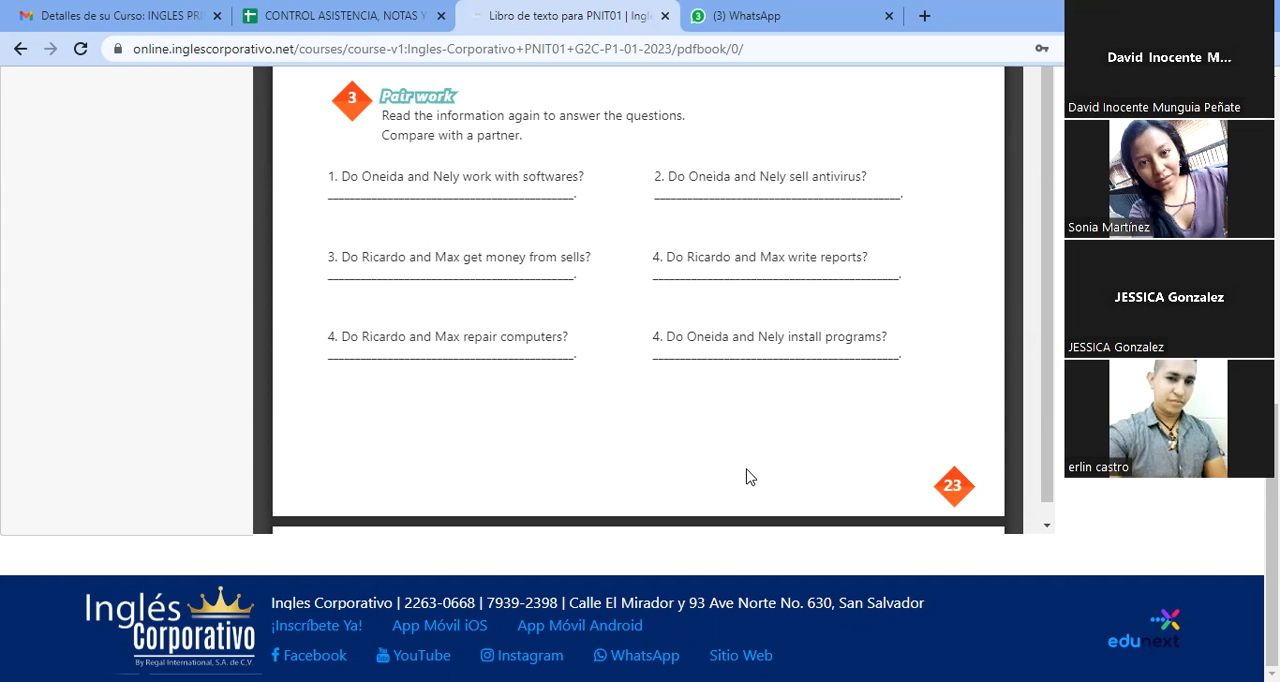 Detalles de su Curso: INGLES PRI
CONTROL ASISTENCIA, NOTAS Y
Libro de texto para PNIT01 | Ingl
(3) WhatsApp
online.inglescorporativo.net/courses/course-v1:Ingles-Corporativo+PNIT01+G2C-P1-01-2023/pdfbook/0/
3
Pair work
Read the information again to answer the questions.
Compare with a partner.
1. Do Oneida and Nely work with softwares?
2. Do Oneida and Nely sell antivirus?
3. Do Ricardo and Max get money from sells?
4. Do Ricardo and Max write reports?
4. Do Ricardo and Max repair computers?
4. Do Oneida and Nely install programs?
23
David Inocente M...
David Inocente Munguia Peñate
Sonia Martínez
JESSICA Gonzalez
JESSICA Gonzalez
erlin castro
Inglés
Corporativo
By Regal International, S.A. de C.V.
Ingles Corporativo | 2263-0668 | 7939-2398 | Calle El Mirador y 93 Ave Norte No. 630, San Salvador
¡Inscríbete Ya!
App Móvil iOS
App Móvil Android
Facebook
YouTube
Instagram
WhatsApp
Sitio Web
edunext